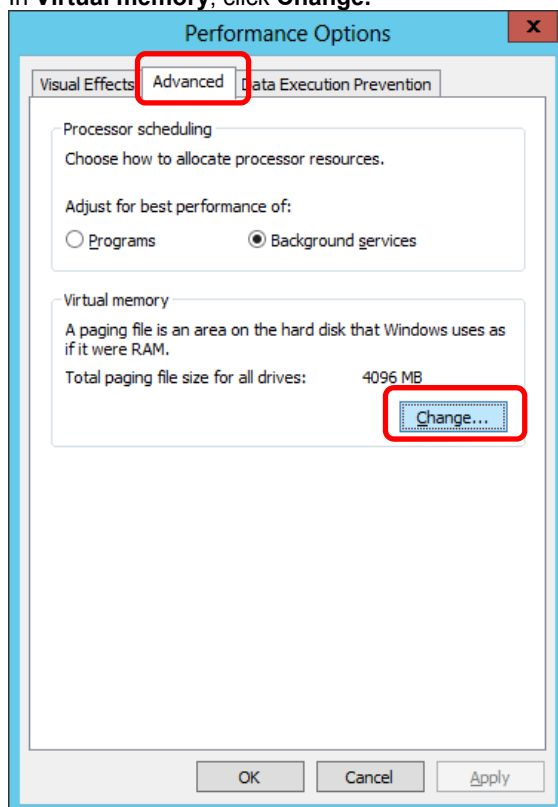 In Virtual memory, click Change.
Performance Options
x
Visual Effects Advanced Data Execution Prevention
Processor scheduling
Choose how to allocate processor resources.
Adjust for best performance of:
Programs Background services
Virtual memory
A paging file is an area on the hard disk that Windows uses as
if it were RAM.
Total paging file size for all drives: 4096 MB
Change...
OK Cancel Apply